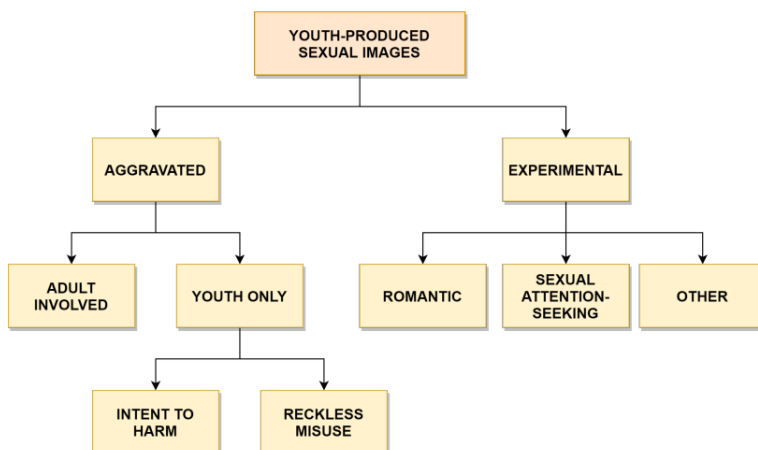 YOUTH-PRODUCED
SEXUAL IMAGES
AGGRAVATED
EXPERIMENTAL
ADULT
INVOLVED
YOUTH ONLY
ROMANTIC
SEXUAL
ATTENTION-
SEEKING
OTHER
INTENT TO
HARM
RECKLESS
MISUSE